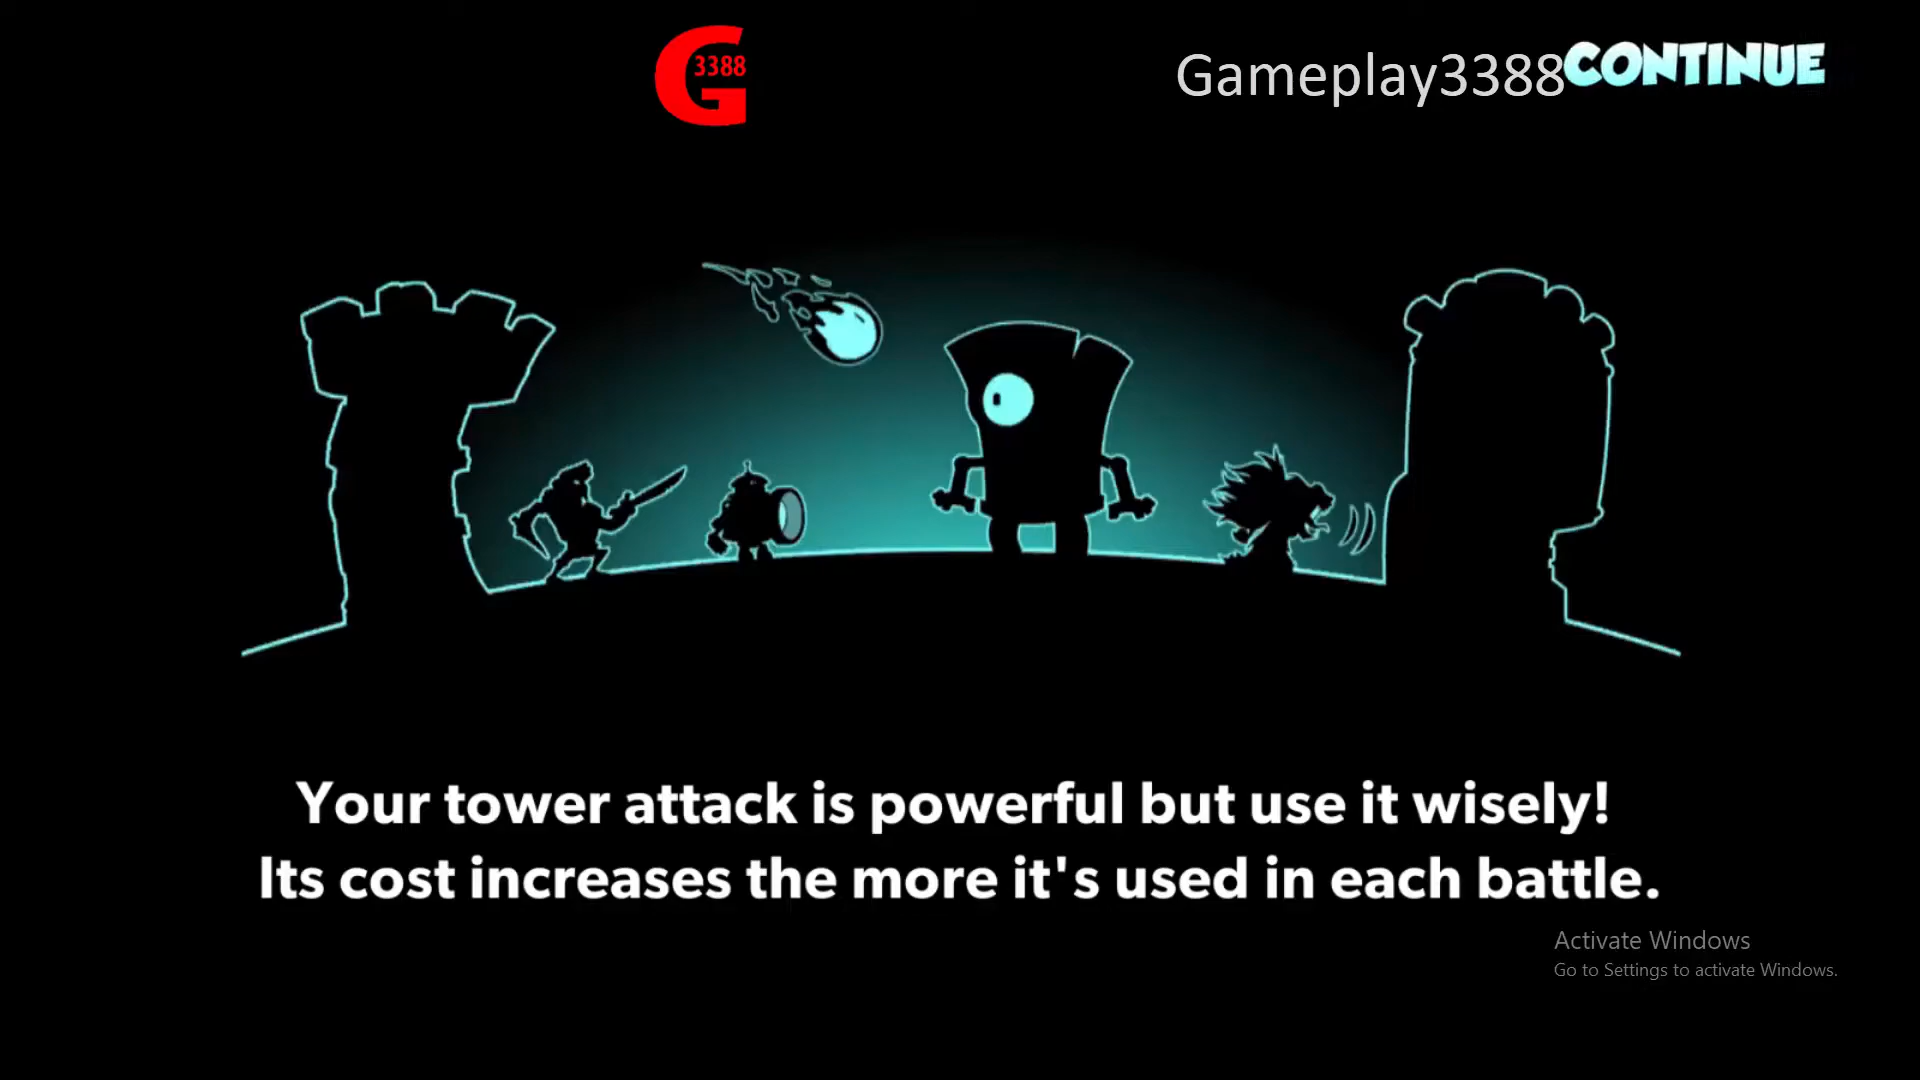 G
3388
Gameplay3388
CONTINUE
Your tower attack is powerful but use it wisely!
Its cost increases the more it's used in each battle.
Activate Windows
Go to Settings to activate Windows.